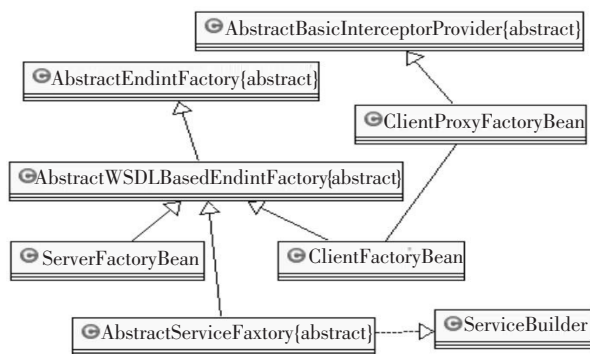 © AbstractBasicInterceptorProvider{abstract}
© AbstractEndintFactory{abstract}
© ClientProxyFactoryBean
© AbstractWSDLBasedEndintFactory{abstract}
© ServerFactoryBean
© ClientFactoryBean
© AbstractServiceFaxtory{abstract}
© ServiceBuilder